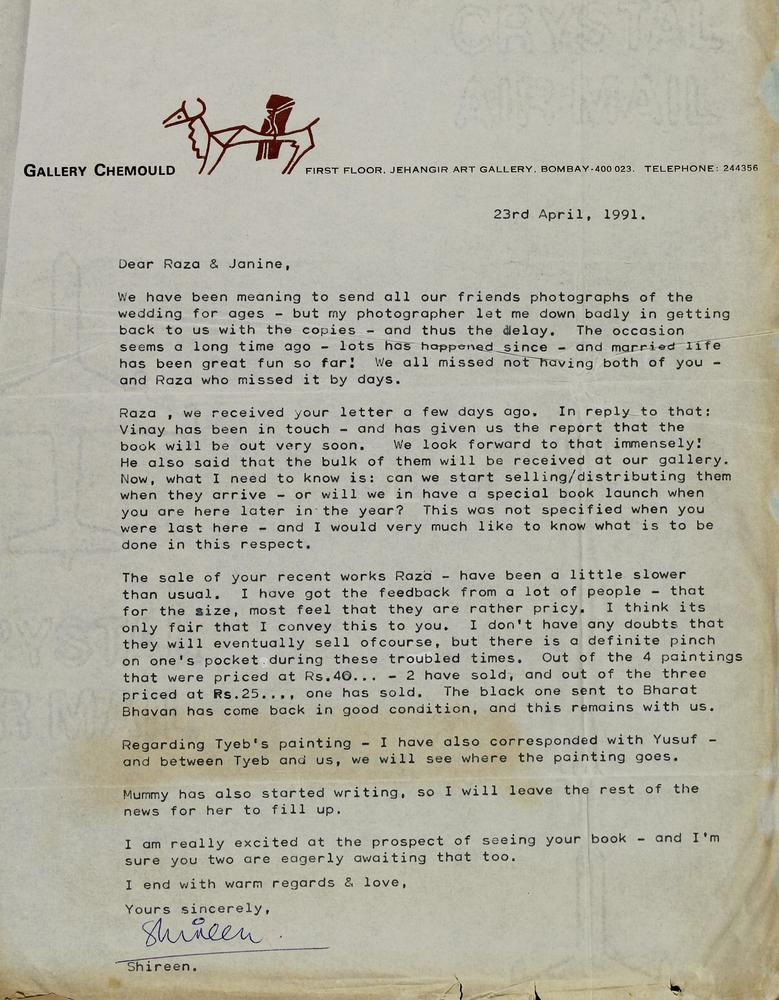 GALLERY CHEMOULD
FIRST FLOOR, JEHANGIR ART GALLERY, BOMBAY-400 023. TELEPHONE: 244356
23rd April, 1991.
Dear Raza & Janine,
We have been meaning to send all our friends photographs of the
wedding for ages - but my photographer let me down badly in getting
back to us with the copies - and thus the delay. The occasion
seems a long time ago - lots has happened since - and married life
has been great fun so far! We all missed not having both of you -
and Raza who missed it by days.
Raza , we received your letter a few days ago. In reply to that:
Vinay has been in touch - and has given us the report that the
book will be out very soon. We look forward to that immensely!
He also said that the bulk of them will be received at our gallery.
Now, what I need to know is: can we start selling/distributing them
when they arrive - or will we in have a special book launch when
you are here later in the year? This was not specified when you
were last here - and I would very much like to know what is to be
done in this respect.
The sale of your recent works Raza - have been a little slower
than usual. I have got the feedback from a lot of people - that
for the size, most feel that they are rather pricy. I think its
only fair that I convey this to you. I don't have any doubts that
they will eventually sell ofcourse, but there is a definite pinch
on one's pocket during these troubled times. Out of the 4 paintings
that were priced at Rs.40... - 2 have sold, and out of the three
priced at Rs.25..., one has sold. The black one sent to Bharat
Bhavan has come back in good condition, and this remains with us.
Regarding Tyeb's painting - I have also corresponded with Yusuf -
and between Tyeb and us, we will see where the painting goes.
Mummy has also started writing, so I will leave the rest of the
news for her to fill up.
I am really excited at the prospect of seeing your book - and I'm
sure you two are eagerly awaiting that too.
I end with warm regards & love,
Yours sincerely,
Shireen
Shireen.